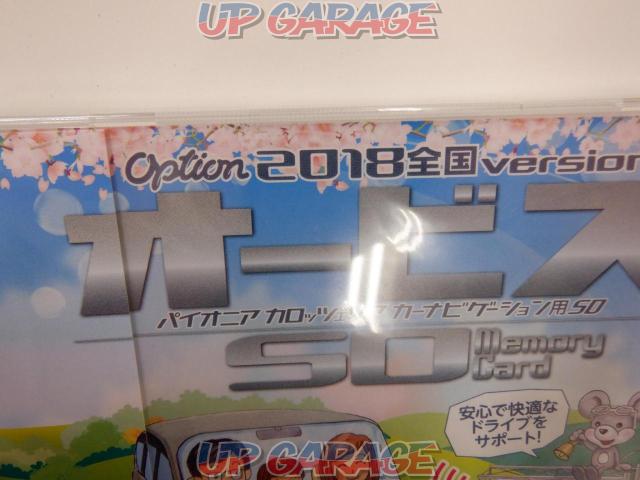 UP GARAGE
Option 2018全国version
オービス
パイオニア カロッツェリア カーナビゲーション用SD
SD Memory Card
安心で快適な
ドライブを
サポート!
UP GARAGE